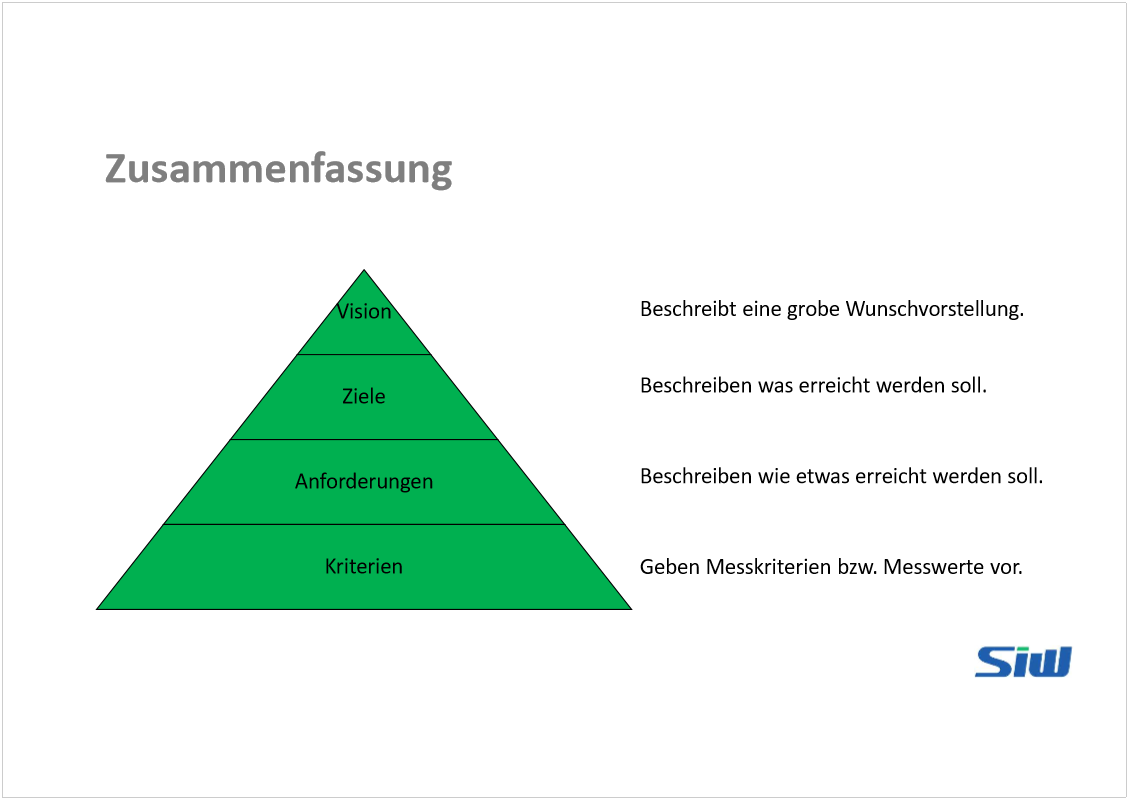 Zusammenfassung
Vision
Beschreibt eine grobe Wunschvorstellung.
Ziele
Beschreiben was erreicht werden soll.
Anforderungen
Beschreiben wie etwas erreicht werden soll.
Kriterien
Geben Messkriterien bzw. Messwerte vor.
SiW